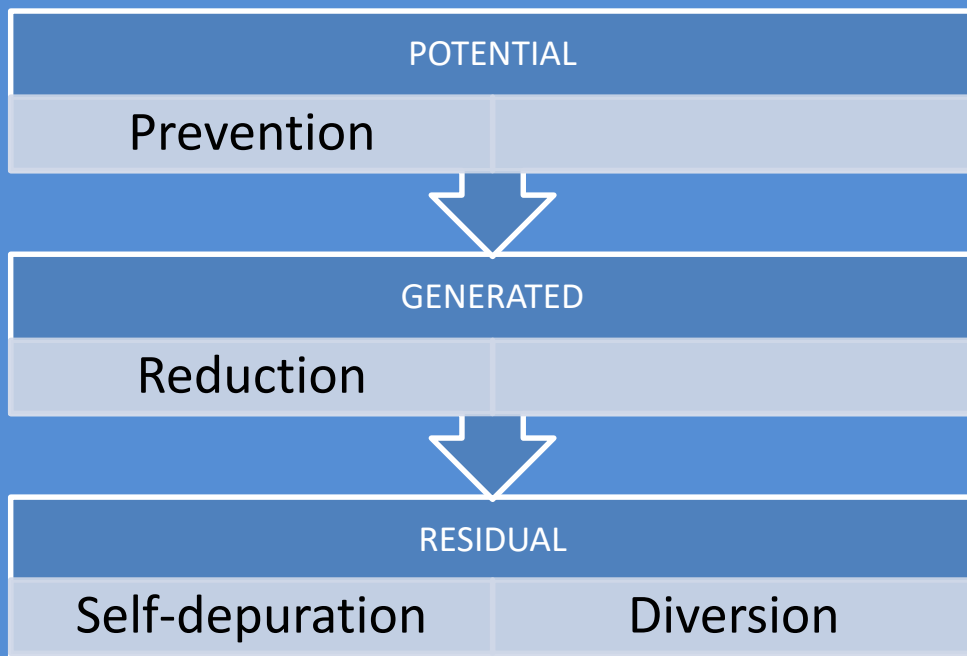 POTENTIAL
Prevention
GENERATED
Reduction
RESIDUAL
Self-depuration Diversion